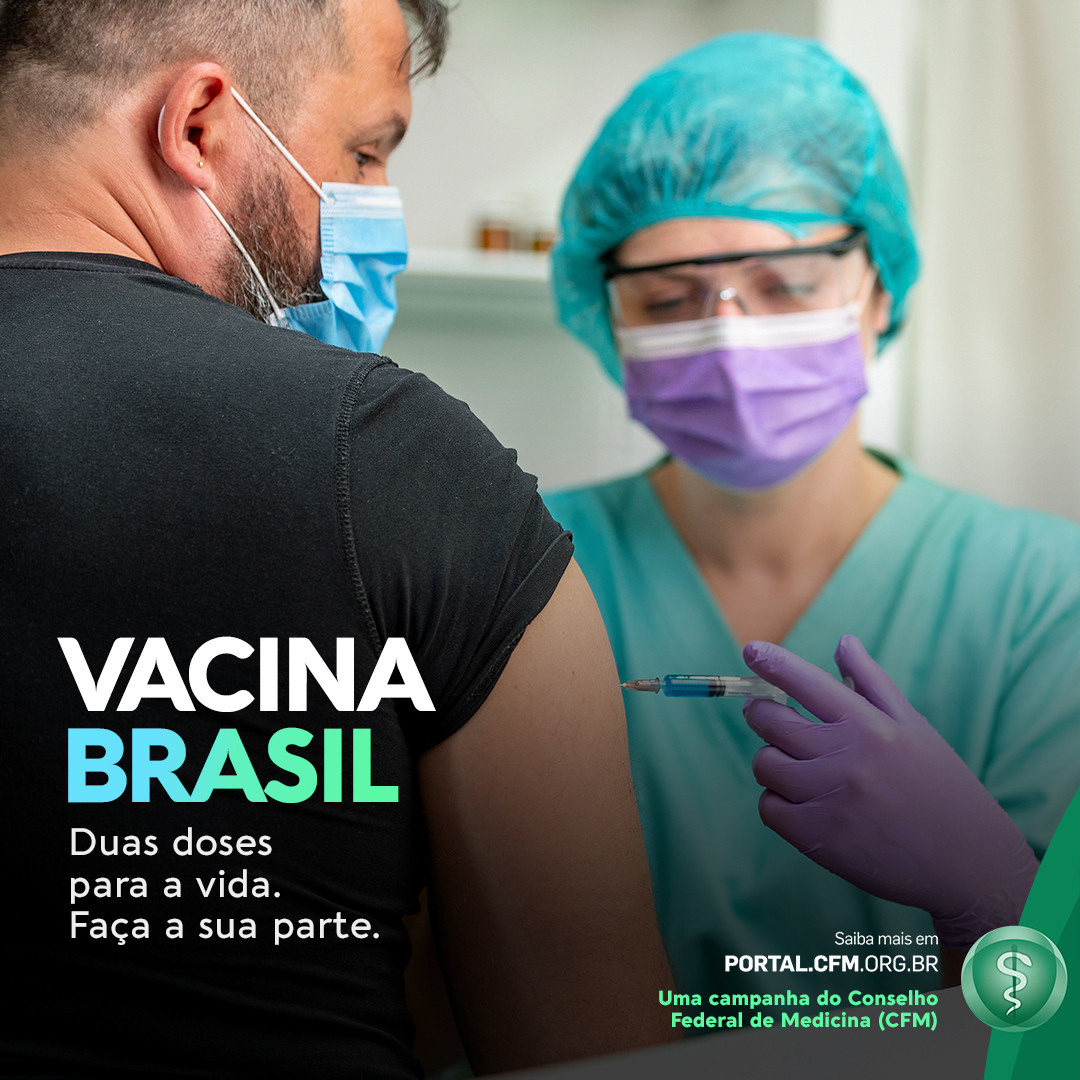 VACINA
BRASIL
Duas doses
para a vida.
Faça a sua parte.
Saiba mais em
PORTAL.CFM.ORG.BR
Uma campanha do Conselho
Federal de Medicina (CFM)